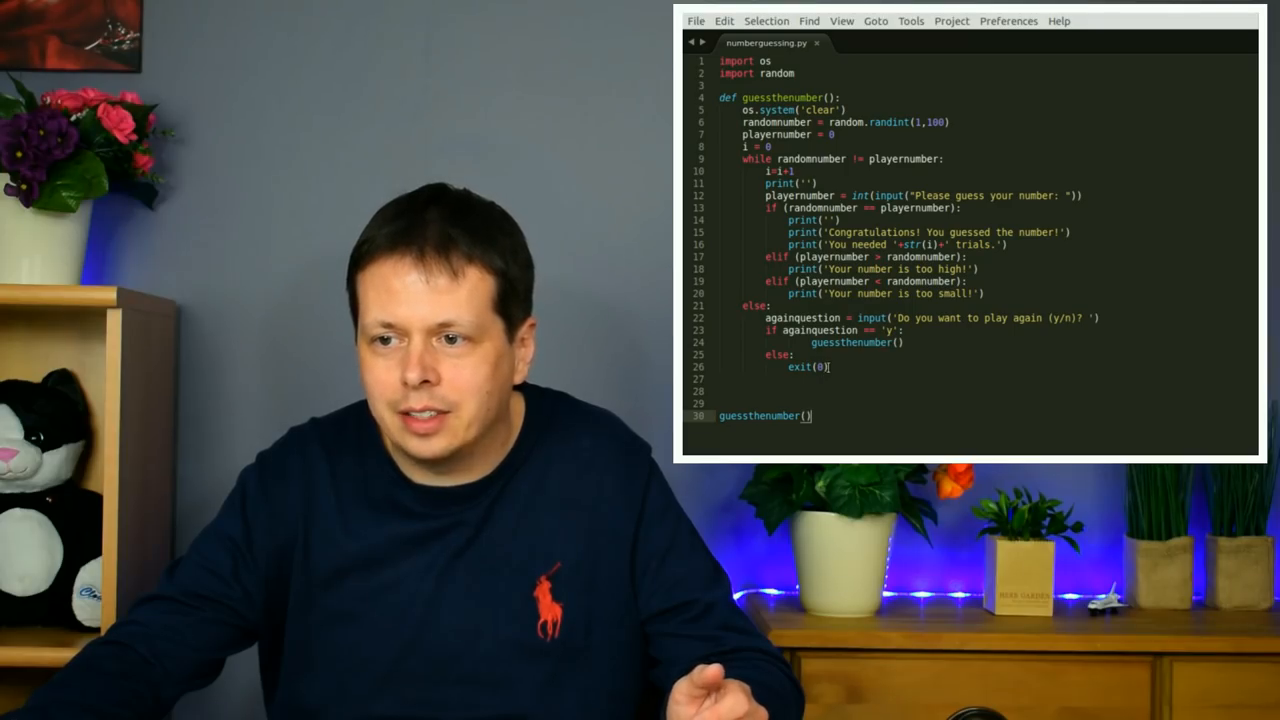 File Edit Selection Find View Goto Tools Project Preferences Help
numberguessing.py ×
1 import os
2 import random
3
4 def guessthenumber():
5 os.system('clear')
6 randomnumber = random.randint(1,100)
7 playernumber = 0
8 i = 0
9 while randomnumber != playernumber:
10 i=i+1
11 print('')
12 playernumber = int(input("Please guess your number: "))
13 if (randomnumber == playernumber):
14 print('')
15 print('Congratulations! You guessed the number!')
16 print('You needed '+str(i)+' trials.')
17 elif (playernumber > randomnumber):
18 print('Your number is too high!')
19 elif (playernumber < randomnumber):
20 print('Your number is too small!')
21 else:
22 againquestion = input('Do you want to play again (y/n)? ')
23 if againquestion == 'y':
24 guessthenumber()
25 else:
26 exit(0)
27
28
29
30 guessthenumber()
HERB GARDEN